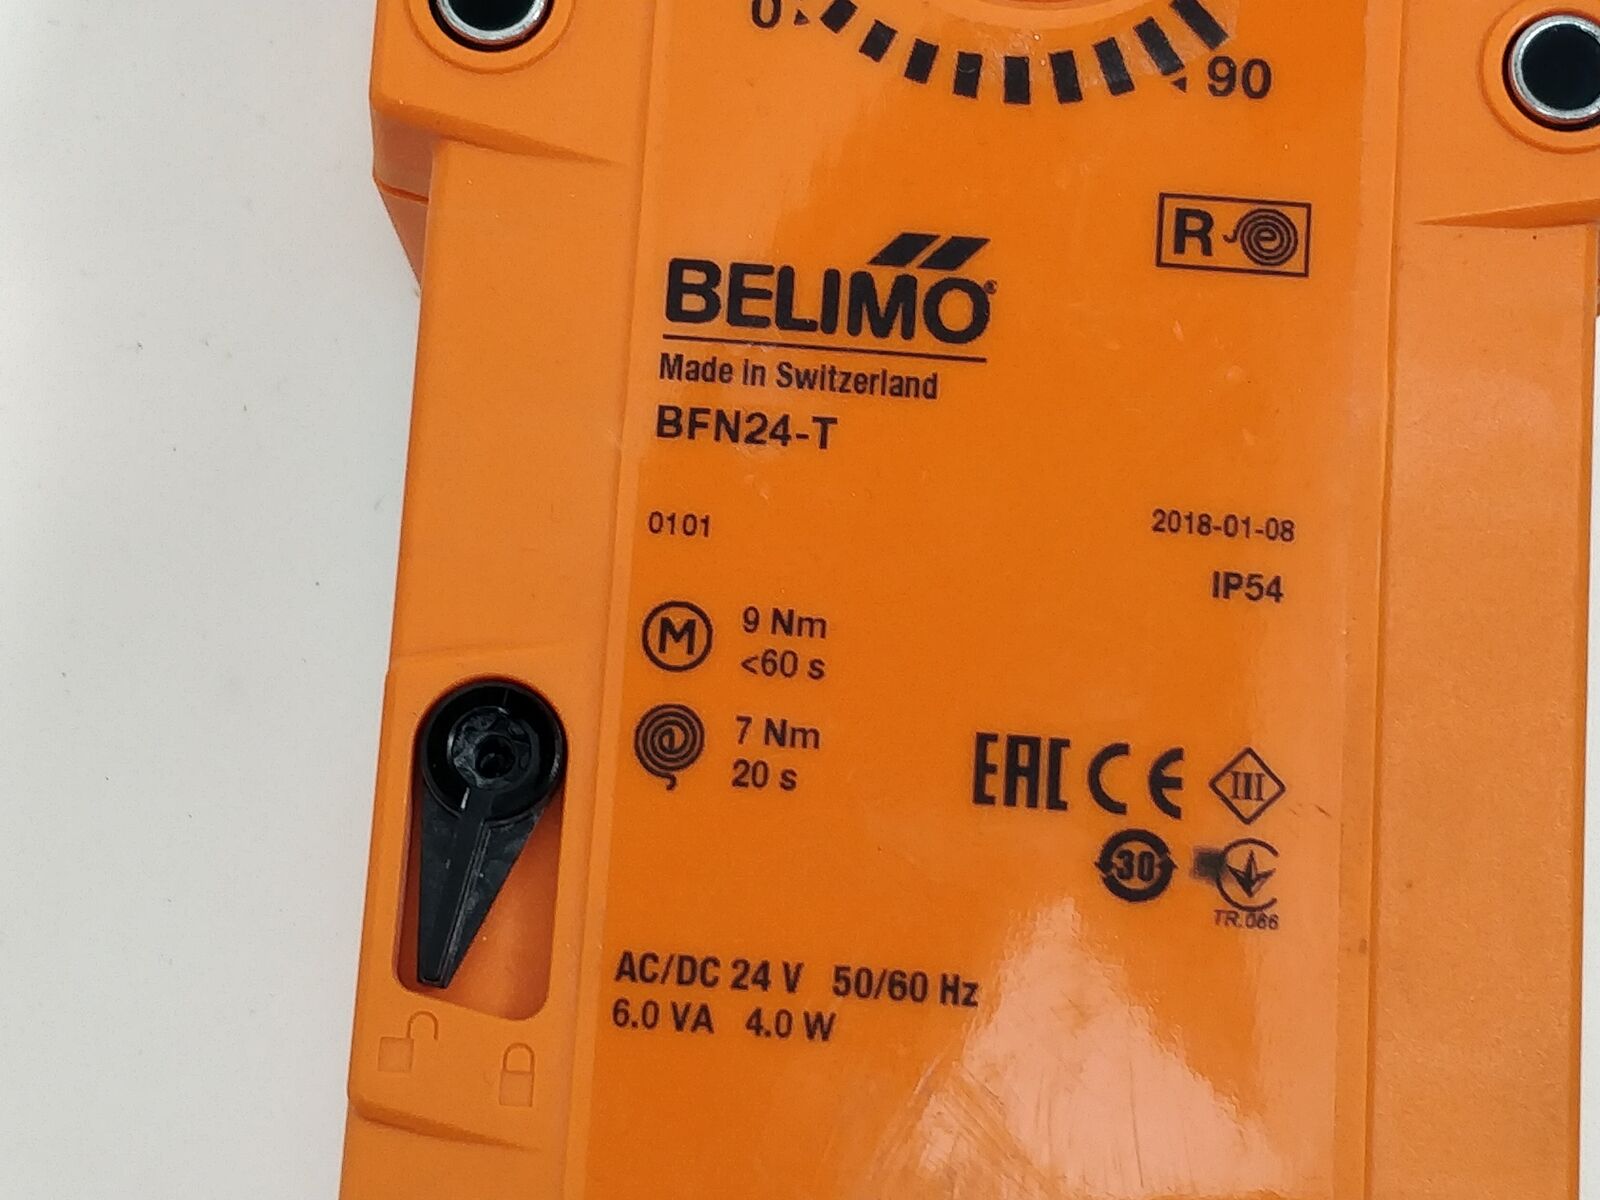 0
90
R
BELIMO®
Made in Switzerland
BFN24-T
0101 2018-01-08
IP54
M 9 Nm
<60 s
7 Nm
20 s
EAC CE III
30
TR.066
AC/DC 24 V 50/60 Hz
6.0 VA 4.0 W